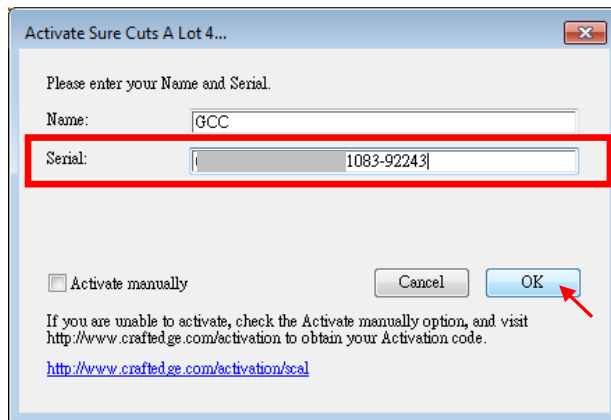 Activate Sure Cuts A Lot 4...
Please enter your Name and Serial.
Name:
GCC
Serial:
1083-92243
Activate manually
Cancel
OK
If you are unable to activate, check the Activate manually option, and visit
http://www.craftedge.com/activation to obtain your Activation code.
http://www.craftedge.com/activation/scal